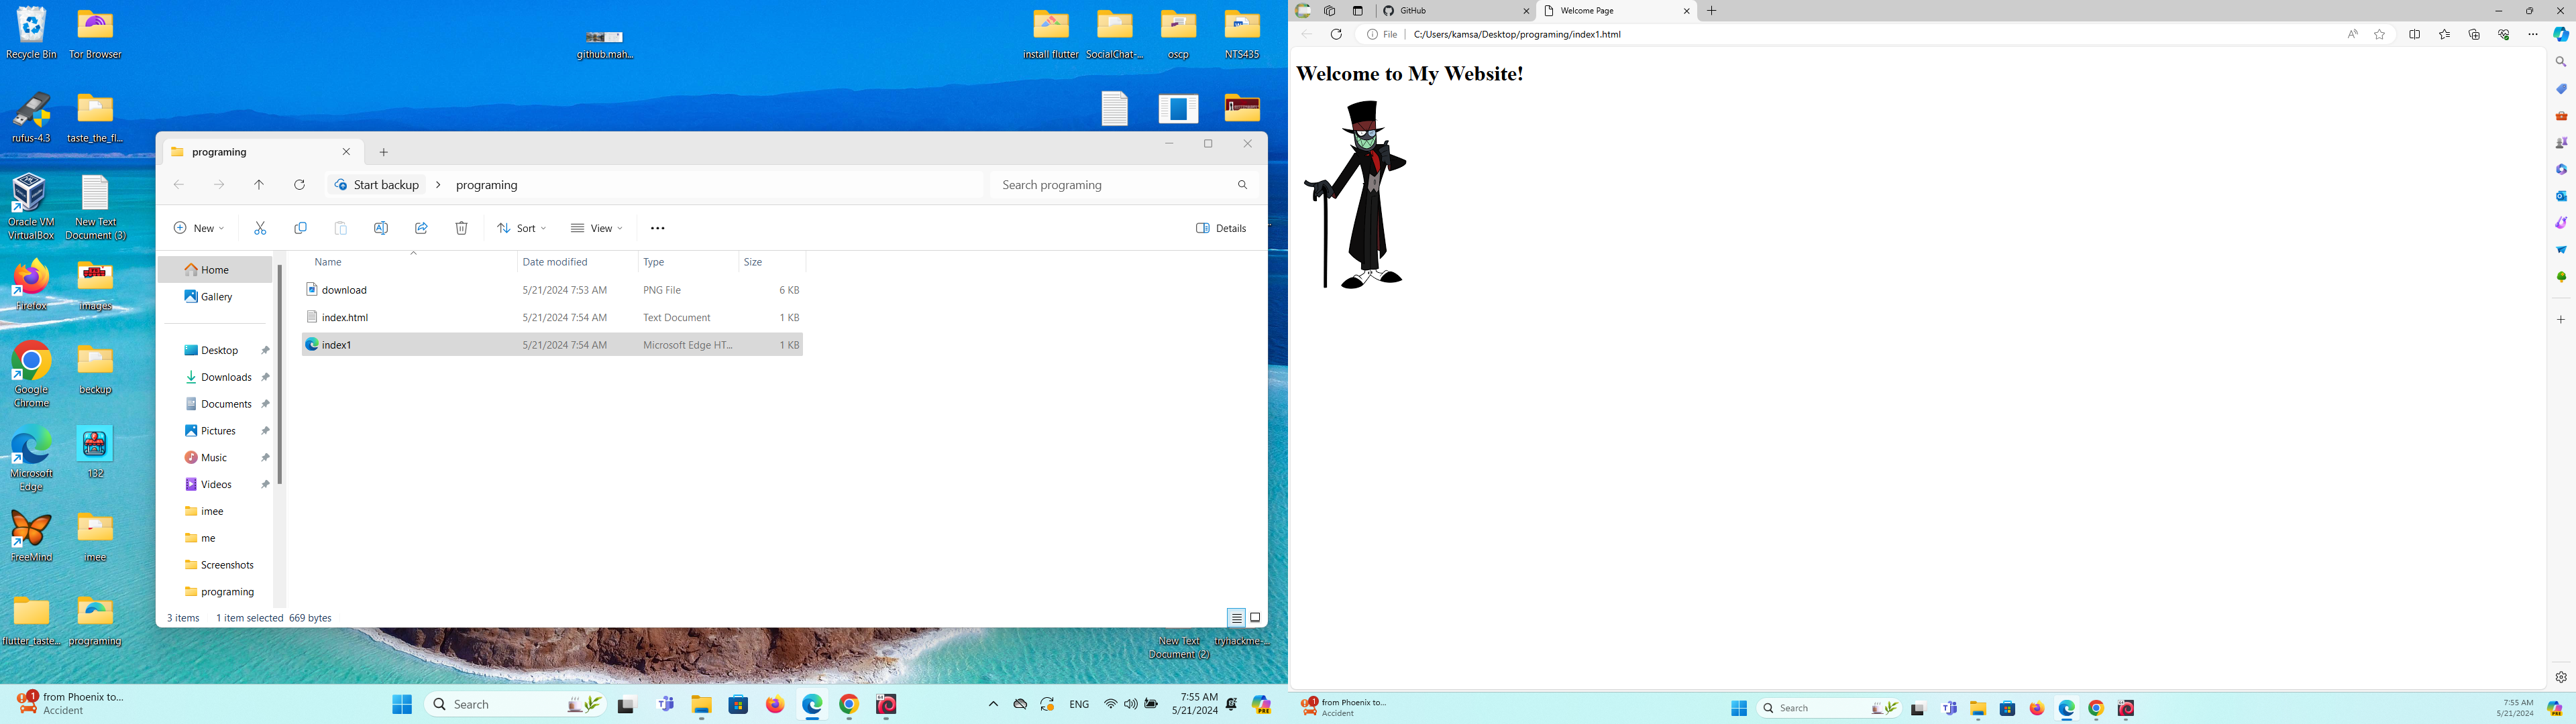 Recycle Bin
Tor Browser
github.mah...
install flutter
SocialChat-...
oscp
NTS435
rufus-4.3
taste_the_fl...
Oracle VM
VirtualBox
New Text
Document (3)
Firefox
images
Google
Chrome
beckup
Microsoft
Edge
132
FreeMind
imee
flutter_taste...
programing
New Text
Document (2)
tryhackme-...
programing
Start backup
programing
Search programing
New
Sort
View
Details
Home
Gallery
Desktop
Downloads
Documents
Pictures
Music
Videos
imee
me
Screenshots
programing
Name Date modified Type Size
download 5/21/2024 7:53 AM PNG File 6 KB
index.html 5/21/2024 7:54 AM Text Document 1 KB
index1 5/21/2024 7:54 AM Microsoft Edge HT... 1 KB
3 items 1 item selected 669 bytes
1
from Phoenix to...
Accident
Search
ENG
7:55 AM
5/21/2024
PRE
GitHub
Welcome Page
File C:/Users/kamsa/Desktop/programing/index1.html
Welcome to My Website!
1
from Phoenix to...
Accident
Search
7:55 AM
5/21/2024
PRE